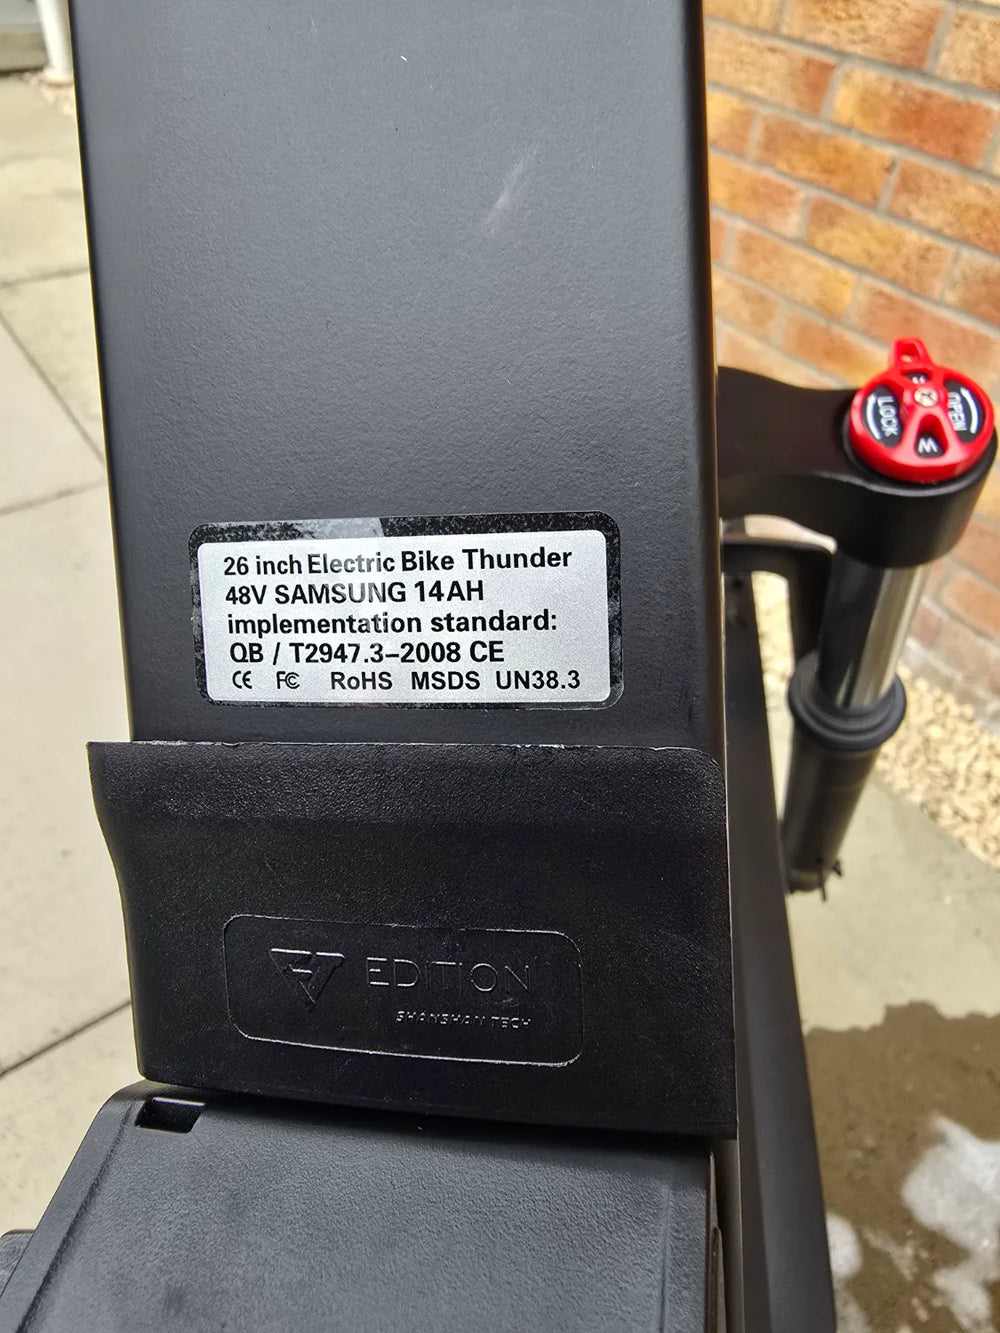 OPEN
LOCK
W
26 inch Electric Bike Thunder
48V SAMSUNG 14AH
implementation standard:
QB / T2947.3–2008 CE
CE FC RoHS MSDS UN38.3
EDITION
SHANSHAN TECH